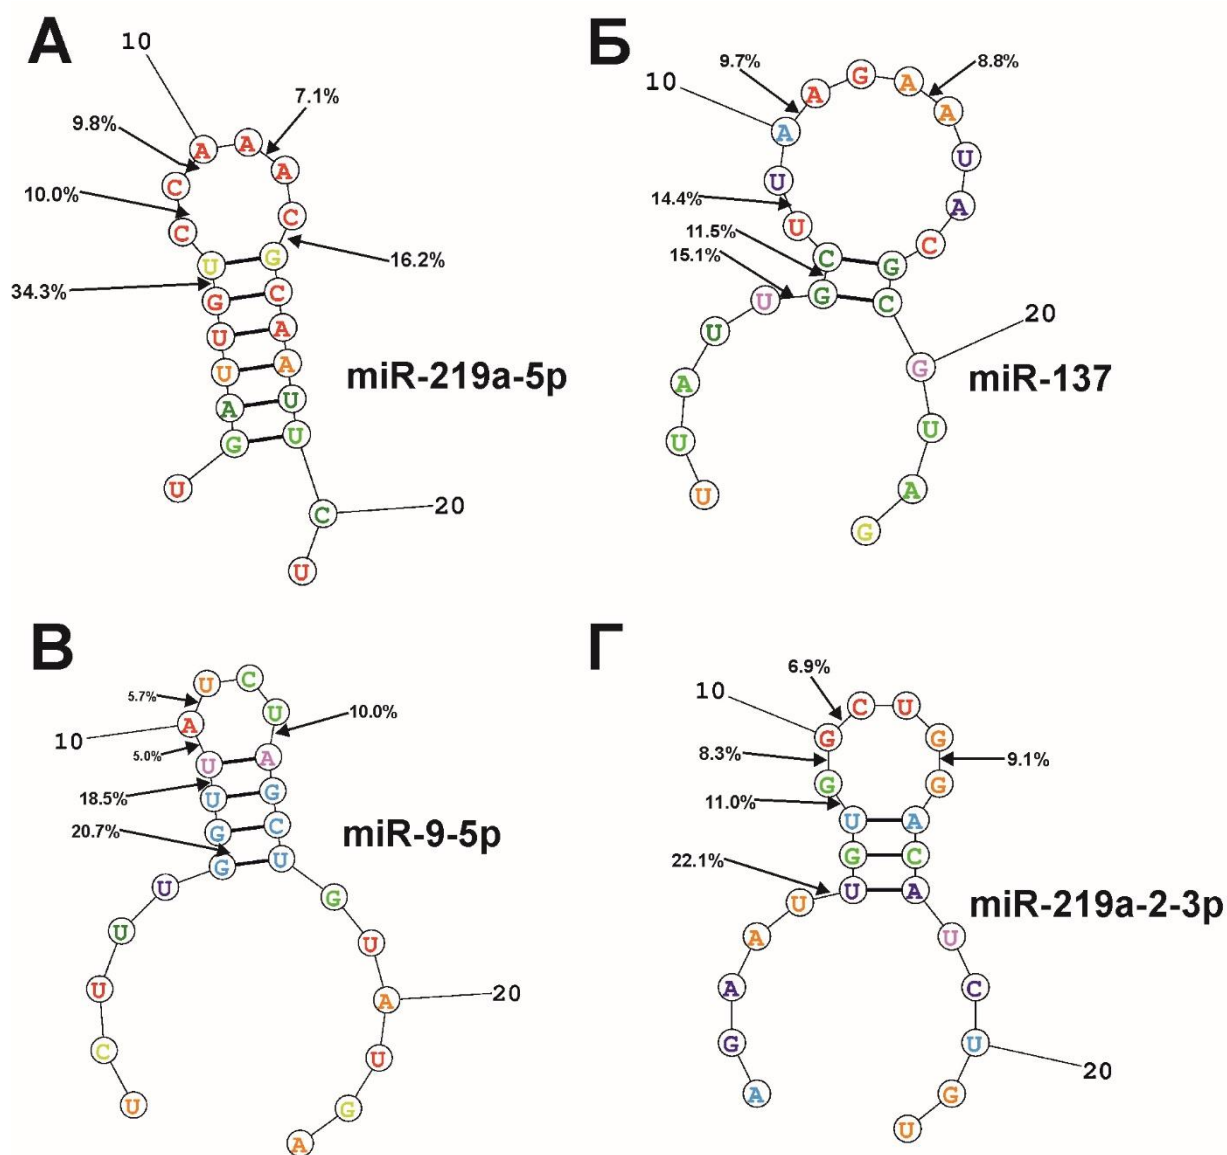 А
10
7.1%
9.8%
10.0%
16.2%
34.3%
U G A U U G U C C A A A C G C A A U U C U
miR-219a-5p
20
Б
9.7%
8.8%
10
14.4%
11.5%
15.1%
U U A U U G C U U A A G A A U A C G C G U A G
20
miR-137
В
5.7%
10.0%
10
5.0%
18.5%
20.7%
U C U U U G G U U A U C U A G C U G U A U G A
miR-9-5p
20
Г
6.9%
10
8.3%
9.1%
11.0%
22.1%
A G A A U U G U G G C U G G A C A U C U G U
miR-219a-2-3p
20